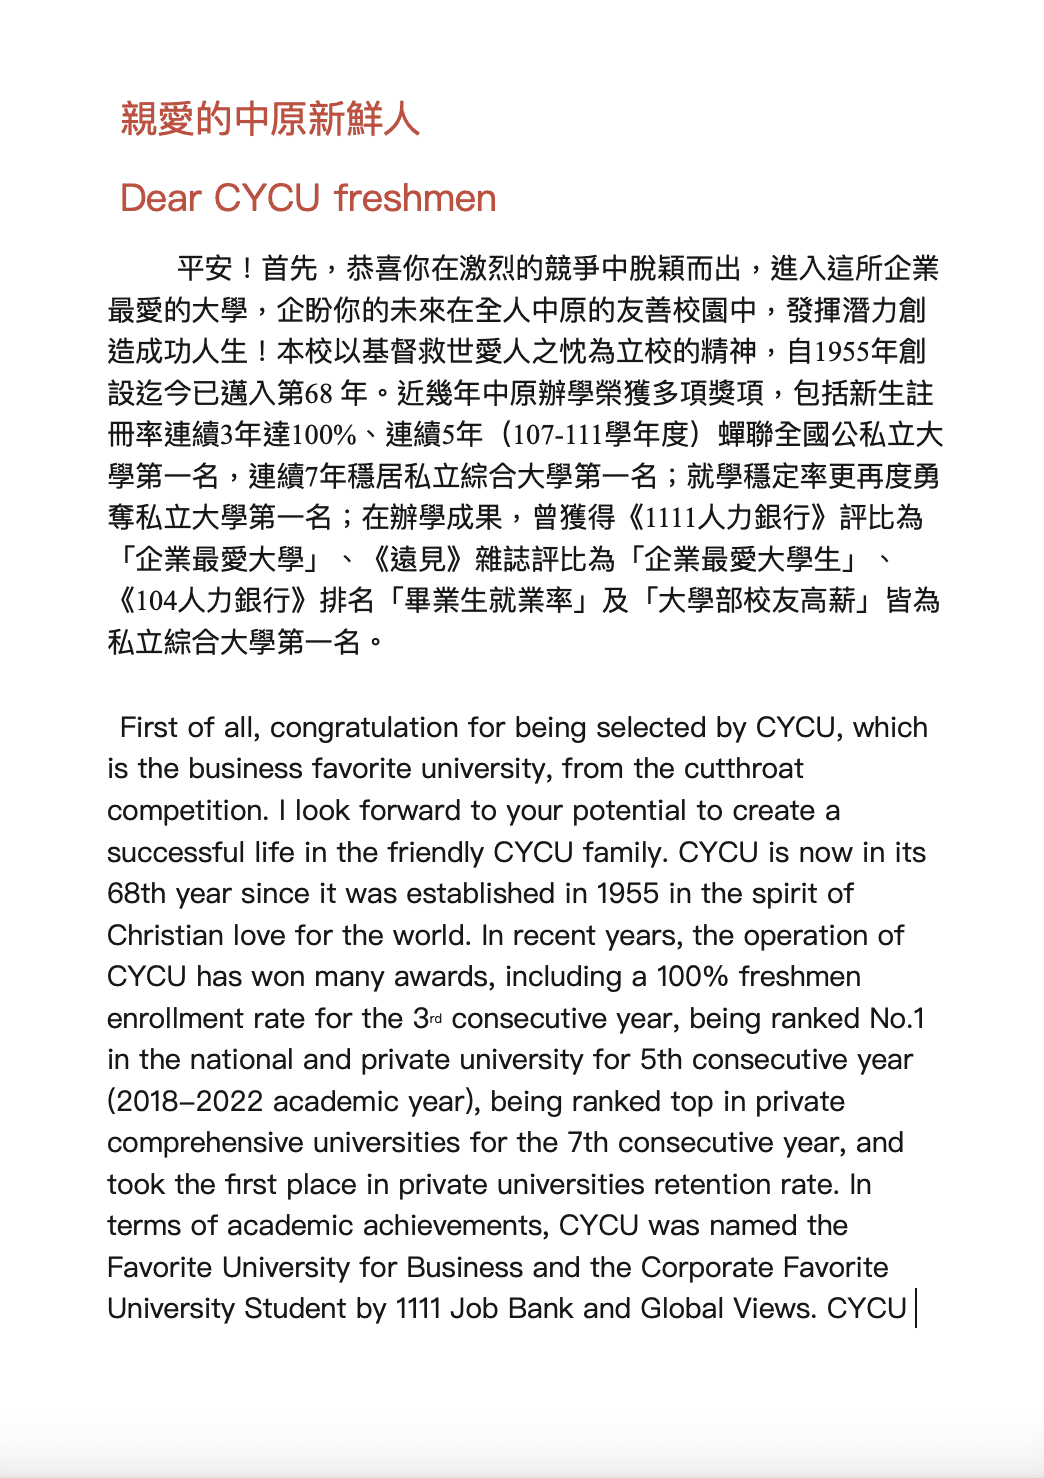 親愛的中原新鮮人
Dear CYCU freshmen
平安！首先，恭喜你在激烈的競爭中脫穎而出，進入這所企業
最愛的大學，企盼你的未來在全人中原的友善校園中，發揮潛力創
造成功人生！本校以基督救世愛人之忱為立校的精神，自1955年創
設迄今已邁入第68 年。近幾年中原辦學榮獲多項獎項，包括新生註
冊率連續3年達100%、連續5年（107-111學年度）蟬聯全國公私立大
學第一名，連續7年穩居私立綜合大學第一名；就學穩定率更再度勇
奪私立大學第一名；在辦學成果，曾獲得《1111人力銀行》評比為
「企業最愛大學」、《遠見》雜誌評比為「企業最愛大學生」、
《104人力銀行》排名「畢業生就業率」及「大學部校友高薪」皆為
私立綜合大學第一名。
First of all, congratulation for being selected by CYCU, which
is the business favorite university, from the cutthroat
competition. I look forward to your potential to create a
successful life in the friendly CYCU family. CYCU is now in its
68th year since it was established in 1955 in the spirit of
Christian love for the world. In recent years, the operation of
CYCU has won many awards, including a 100% freshmen
enrollment rate for the 3rd consecutive year, being ranked No.1
in the national and private university for 5th consecutive year
(2018–2022 academic year), being ranked top in private
comprehensive universities for the 7th consecutive year, and
took the first place in private universities retention rate. In
terms of academic achievements, CYCU was named the
Favorite University for Business and the Corporate Favorite
University Student by 1111 Job Bank and Global Views. CYCU